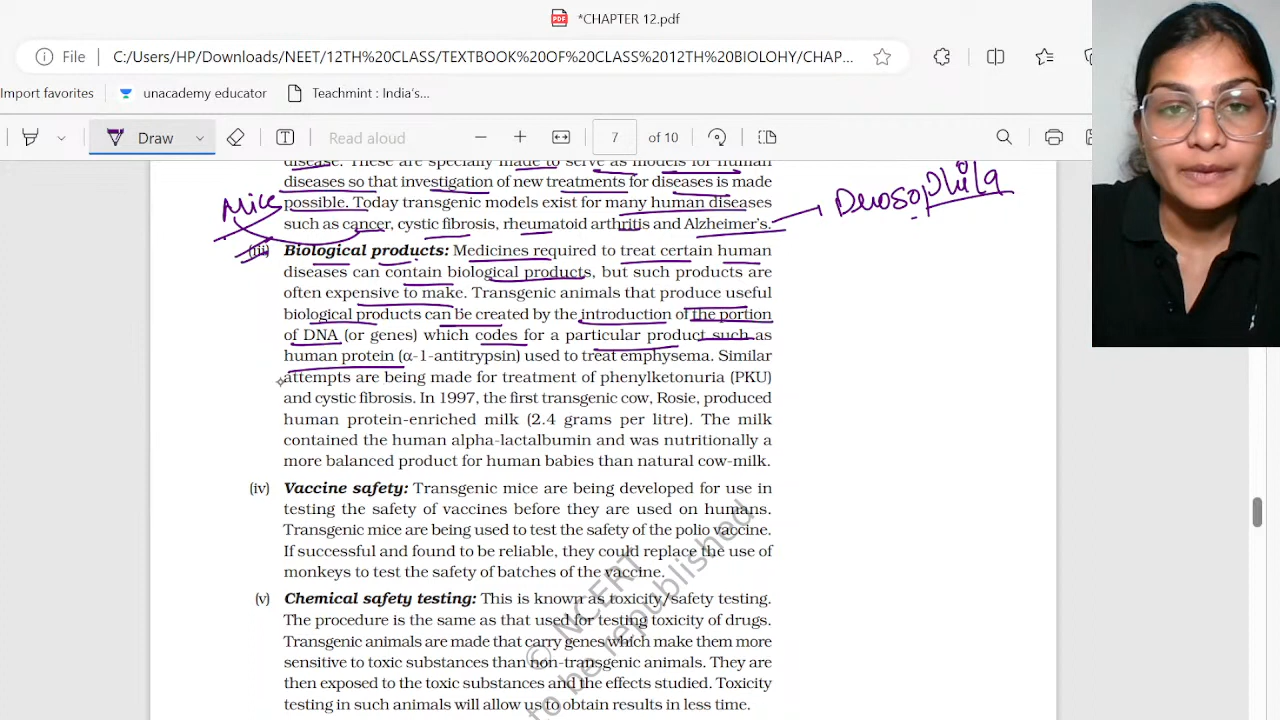 *CHAPTER 12.pdf
File C:/Users/HP/Downloads/NEET/12TH%20CLASS/TEXTBOOK%20OF%20CLASS%2012TH%20BIOLOHY/CHAP...
Import favorites unacademy educator Teachmint : India's...
Draw Read aloud 7 of 10
disease. These are specially made to serve as models for human
diseases so that investigation of new treatments for diseases is made
possible. Today transgenic models exist for many human diseases
such as cancer, cystic fibrosis, rheumatoid arthritis and Alzheimer's.
Mice
Derosophila
(iii) Biological products: Medicines required to treat certain human
diseases can contain biological products, but such products are
often expensive to make. Transgenic animals that produce useful
biological products can be created by the introduction of the portion
of DNA (or genes) which codes for a particular product such as
human protein (α-1-antitrypsin) used to treat emphysema. Similar
attempts are being made for treatment of phenylketonuria (PKU)
and cystic fibrosis. In 1997, the first transgenic cow, Rosie, produced
human protein-enriched milk (2.4 grams per litre). The milk
contained the human alpha-lactalbumin and was nutritionally a
more balanced product for human babies than natural cow-milk.
(iv) Vaccine safety: Transgenic mice are being developed for use in
testing the safety of vaccines before they are used on humans.
Transgenic mice are being used to test the safety of the polio vaccine.
If successful and found to be reliable, they could replace the use of
monkeys to test the safety of batches of the vaccine.
(v) Chemical safety testing: This is known as toxicity/safety testing.
The procedure is the same as that used for testing toxicity of drugs.
Transgenic animals are made that carry genes which make them more
sensitive to toxic substances than non-transgenic animals. They are
then exposed to the toxic substances and the effects studied. Toxicity
testing in such animals will allow us to obtain results in less time.
© NCERT
to be republished